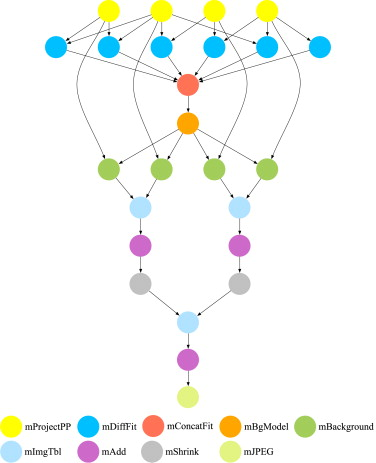 mProjectPP mDiffFit mConcatFit mBgModel mBackground
mImgTbl mAdd mShrink mJPEG